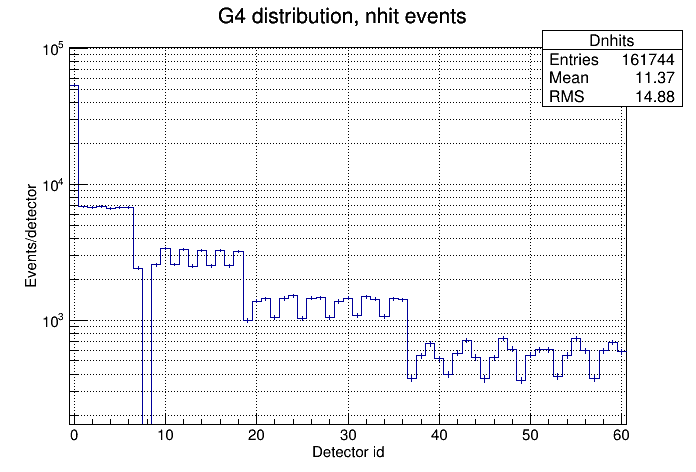 G4 distribution, nhit events
Dnhits
Entries 161744
Mean 11.37
RMS 14.88
10^5
10^4
10^3
Events/detector
0 10 20 30 40 50 60
Detector id